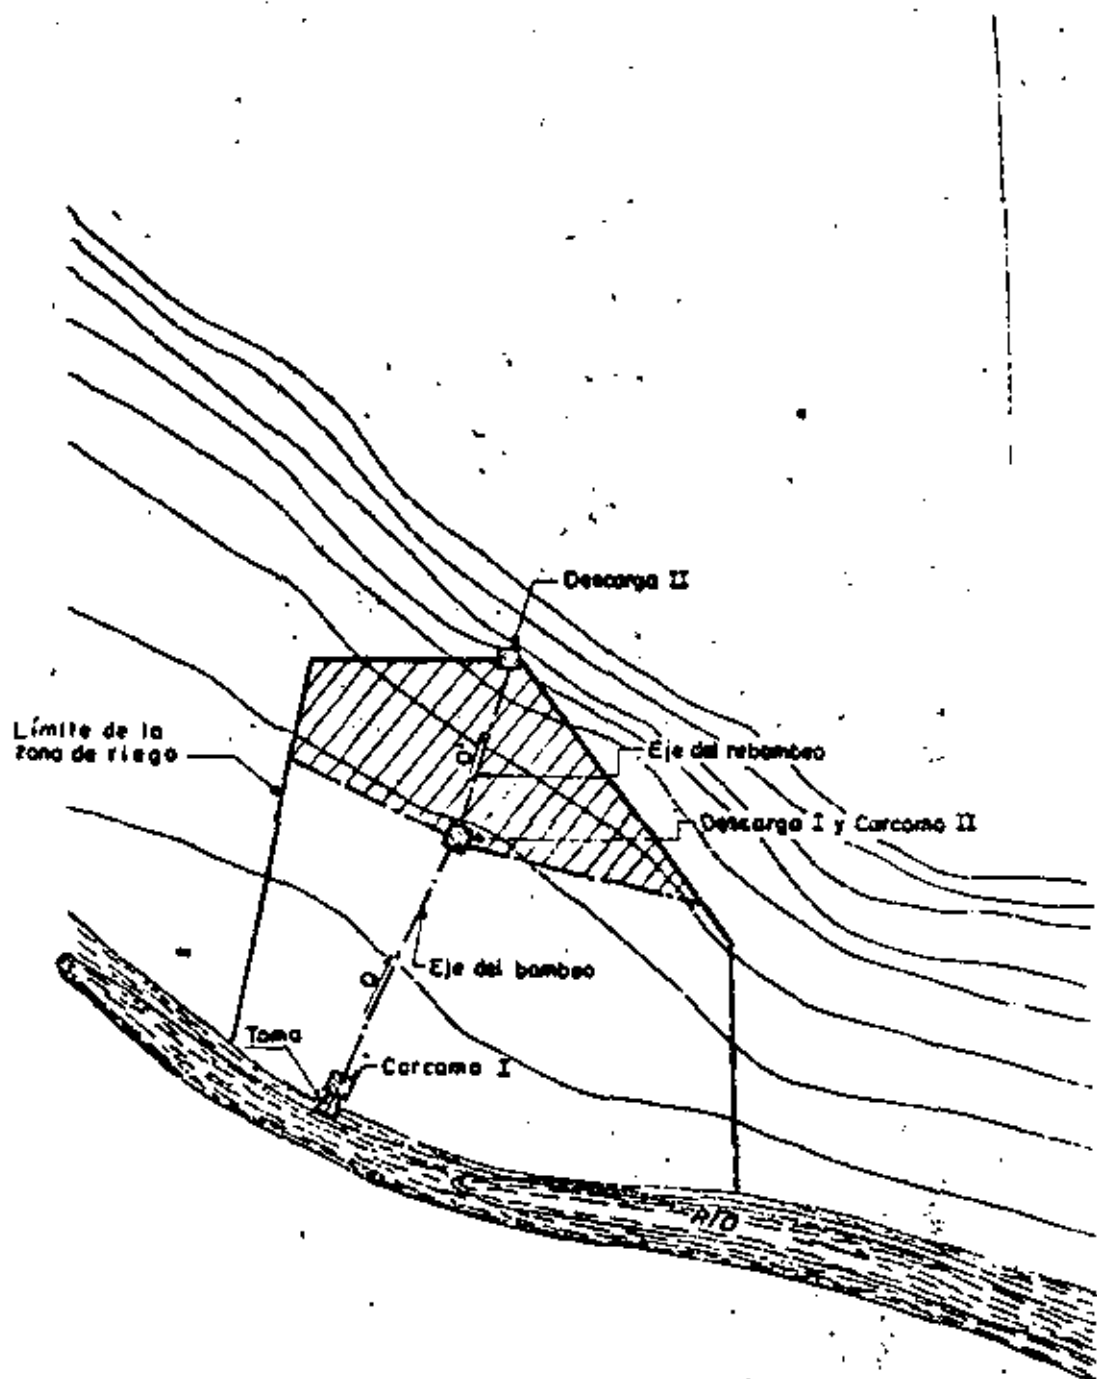 Descarga II
Límite de la
zona de riego
Eje del rebombeo
Descarga I y Carcamo II
Q
Eje del bombeo
Q
Toma
Carcamo I
RIO